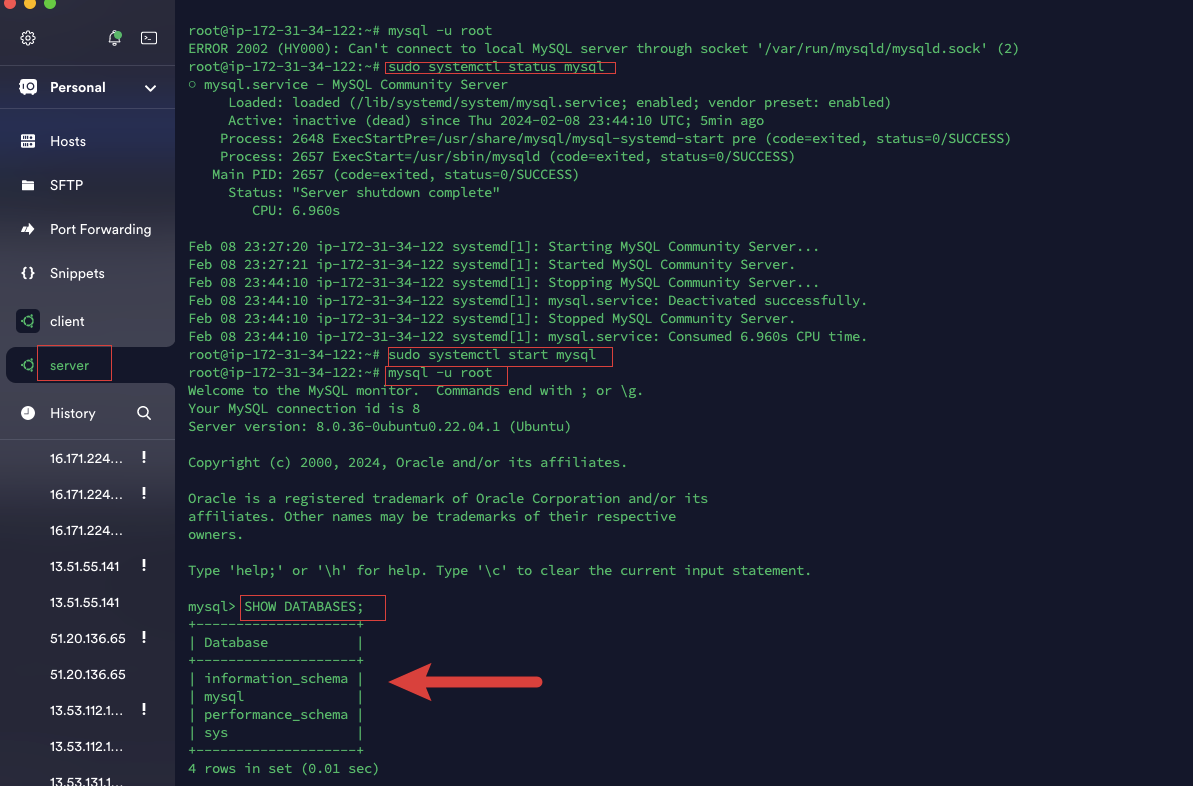 Personal
Hosts
SFTP
Port Forwarding
Snippets
client
server
History
16.171.224... !
16.171.224... !
16.171.224...
13.51.55.141 !
13.51.55.141
51.20.136.65 !
51.20.136.65
13.53.112.1... !
13.53.112.1...
13.53.131.1...
root@ip-172-31-34-122:~# mysql -u root
ERROR 2002 (HY000): Can't connect to local MySQL server through socket '/var/run/mysqld/mysqld.sock' (2)
root@ip-172-31-34-122:~# sudo systemctl status mysql
○ mysql.service - MySQL Community Server
     Loaded: loaded (/lib/systemd/system/mysql.service; enabled; vendor preset: enabled)
     Active: inactive (dead) since Thu 2024-02-08 23:44:10 UTC; 5min ago
    Process: 2648 ExecStartPre=/usr/share/mysql/mysql-systemd-start pre (code=exited, status=0/SUCCESS)
    Process: 2657 ExecStart=/usr/sbin/mysqld (code=exited, status=0/SUCCESS)
   Main PID: 2657 (code=exited, status=0/SUCCESS)
     Status: "Server shutdown complete"
        CPU: 6.960s
Feb 08 23:27:20 ip-172-31-34-122 systemd[1]: Starting MySQL Community Server...
Feb 08 23:27:21 ip-172-31-34-122 systemd[1]: Started MySQL Community Server.
Feb 08 23:44:10 ip-172-31-34-122 systemd[1]: Stopping MySQL Community Server...
Feb 08 23:44:10 ip-172-31-34-122 systemd[1]: mysql.service: Deactivated successfully.
Feb 08 23:44:10 ip-172-31-34-122 systemd[1]: Stopped MySQL Community Server.
Feb 08 23:44:10 ip-172-31-34-122 systemd[1]: mysql.service: Consumed 6.960s CPU time.
root@ip-172-31-34-122:~# sudo systemctl start mysql
root@ip-172-31-34-122:~# mysql -u root
Welcome to the MySQL monitor.  Commands end with ; or \g.
Your MySQL connection id is 8
Server version: 8.0.36-0ubuntu0.22.04.1 (Ubuntu)
Copyright (c) 2000, 2024, Oracle and/or its affiliates.
Oracle is a registered trademark of Oracle Corporation and/or its
affiliates. Other names may be trademarks of their respective
owners.
Type 'help;' or '\h' for help. Type '\c' to clear the current input statement.
mysql> SHOW DATABASES;
+--------------------+
| Database           |
+--------------------+
| information_schema |
| mysql              |
| performance_schema |
| sys                |
+--------------------+
4 rows in set (0.01 sec)